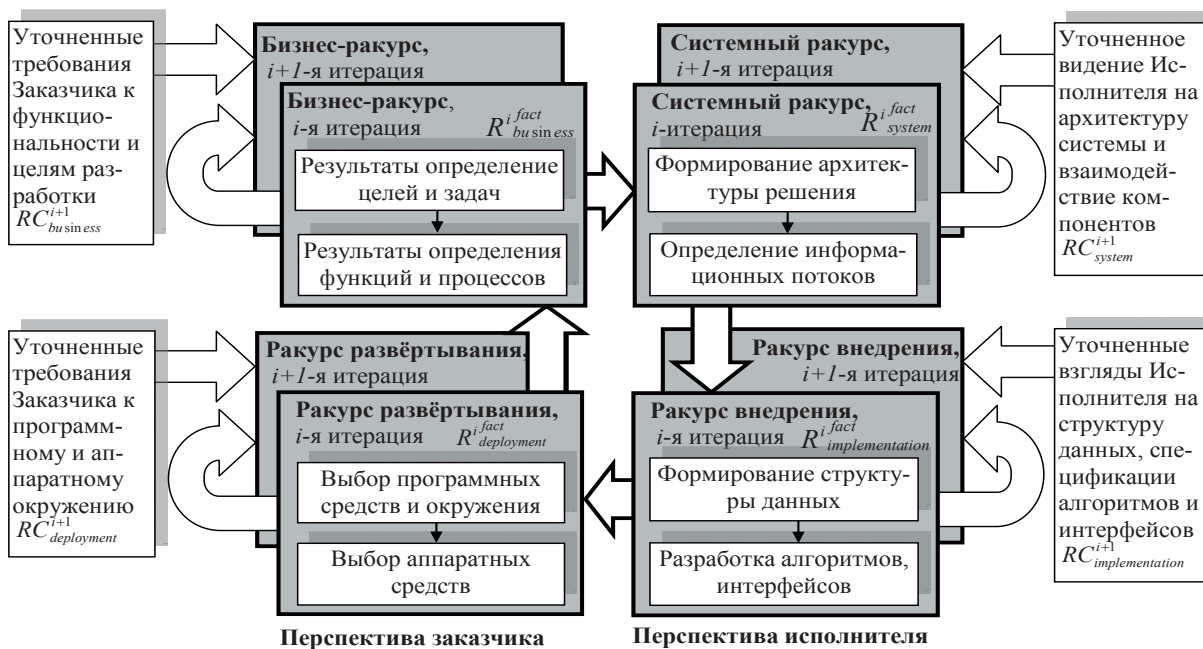 Уточненные
требования
Заказчика к
функцио-
нальности и
целям раз-
работки
RC^{i+1}_{business}
Бизнес-ракурс,
i+1-я итерация
Бизнес-ракурс,
i-я итерация
R^{i fact}_{business}
Результаты определение
целей и задач
Результаты определения
функций и процессов
Системный ракурс,
i+1-я итерация
Системный ракурс,
i-итерация
R^{i fact}_{system}
Формирование архитек-
туры решения
Определение информа-
ционных потоков
Уточненное
видение Ис-
полнителя на
архитектуру
системы и
взаимодей-
ствие ком-
понентов
RC^{i+1}_{system}
Уточненные
требования
Заказчика к
программ-
ному и ап-
паратному
окружению
RC^{i+1}_{deployment}
Ракурс развёртывания,
i+1-я итерация
Ракурс развёртывания,
i-я итерация
R^{i fact}_{deployment}
Выбор программных
средств и окружения
Выбор аппаратных
средств
Ракурс внедрения,
i+1-я итерация
Ракурс внедрения,
i-я итерация
R^{i fact}_{implementation}
Формирование структу-
ры данных
Разработка алгоритмов,
интерфейсов
Уточненные
взгляды Ис-
полнителя на
структуру
данных, спе-
цификации
алгоритмов и
интерфейсов
RC^{i+1}_{implementation}
Перспектива заказчика
Перспектива исполнителя